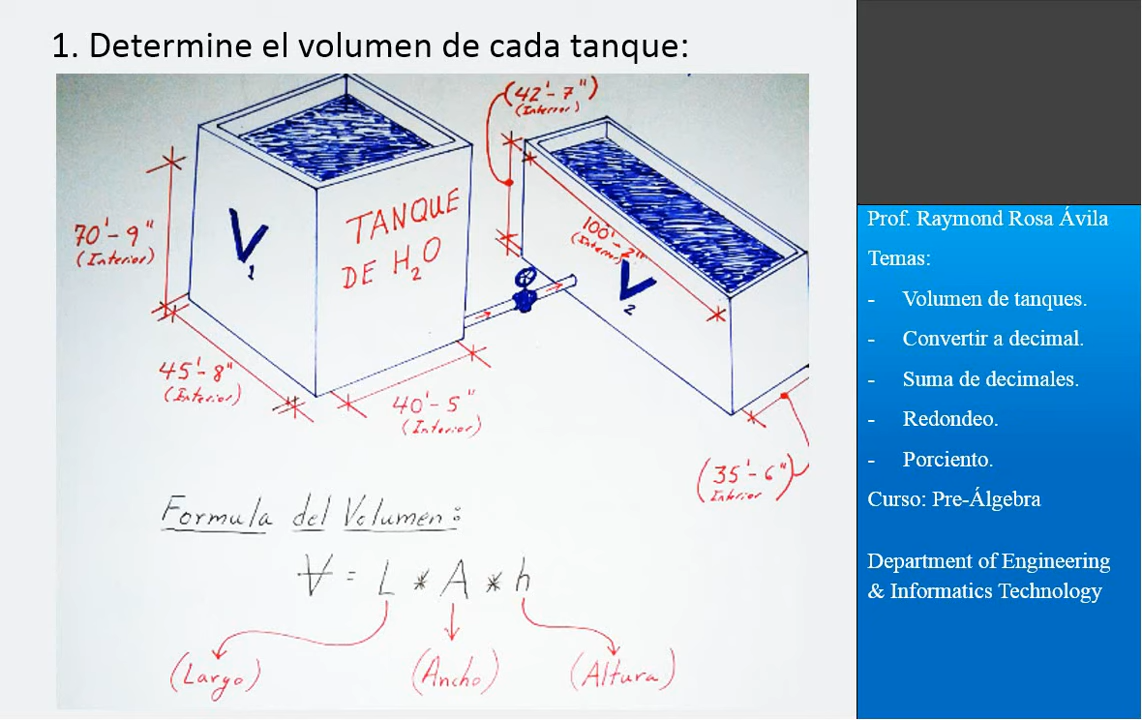 1. Determine el volumen de cada tanque:
(42'-7")
(Interior)
70'-9"
(Interior)
V1
TANQUE
DE H2O
100'-2"
(Interior)
V2
45'-8"
(Interior)
40'-5"
(Interior)
(35'-6")
Interior
Formula del Volumen:
V = L * A * h
(Largo) (Ancho) (Altura)
Prof. Raymond Rosa Ávila
Temas:
- Volumen de tanques.
- Convertir a decimal.
- Suma de decimales.
- Redondeo.
- Porciento.
Curso: Pre-Álgebra
Department of Engineering
& Informatics Technology